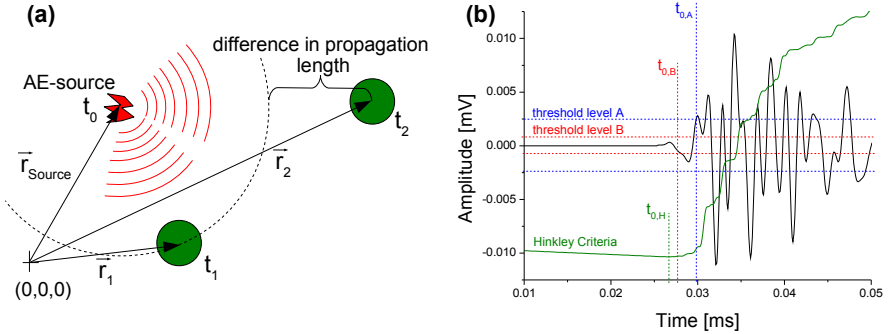 (a)
difference in propagation
length
AE-source
t0
t2
r2
rSource
t1
r1
(0,0,0)
(b)
t0,A
t0,B
threshold level A
threshold level B
t0,H
Hinkley Criteria
Amplitude [mV]
0.010
0.005
0.000
-0.005
-0.010
0.01
0.02
0.03
0.04
0.05
Time [ms]